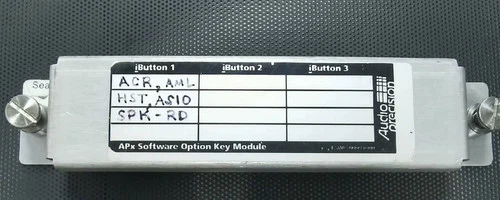 iButton 1 iButton 2 iButton 3
ACR, AML
HST, ASIO
SPK-RD
APx Software Option Key Module
Audio precision
Sea